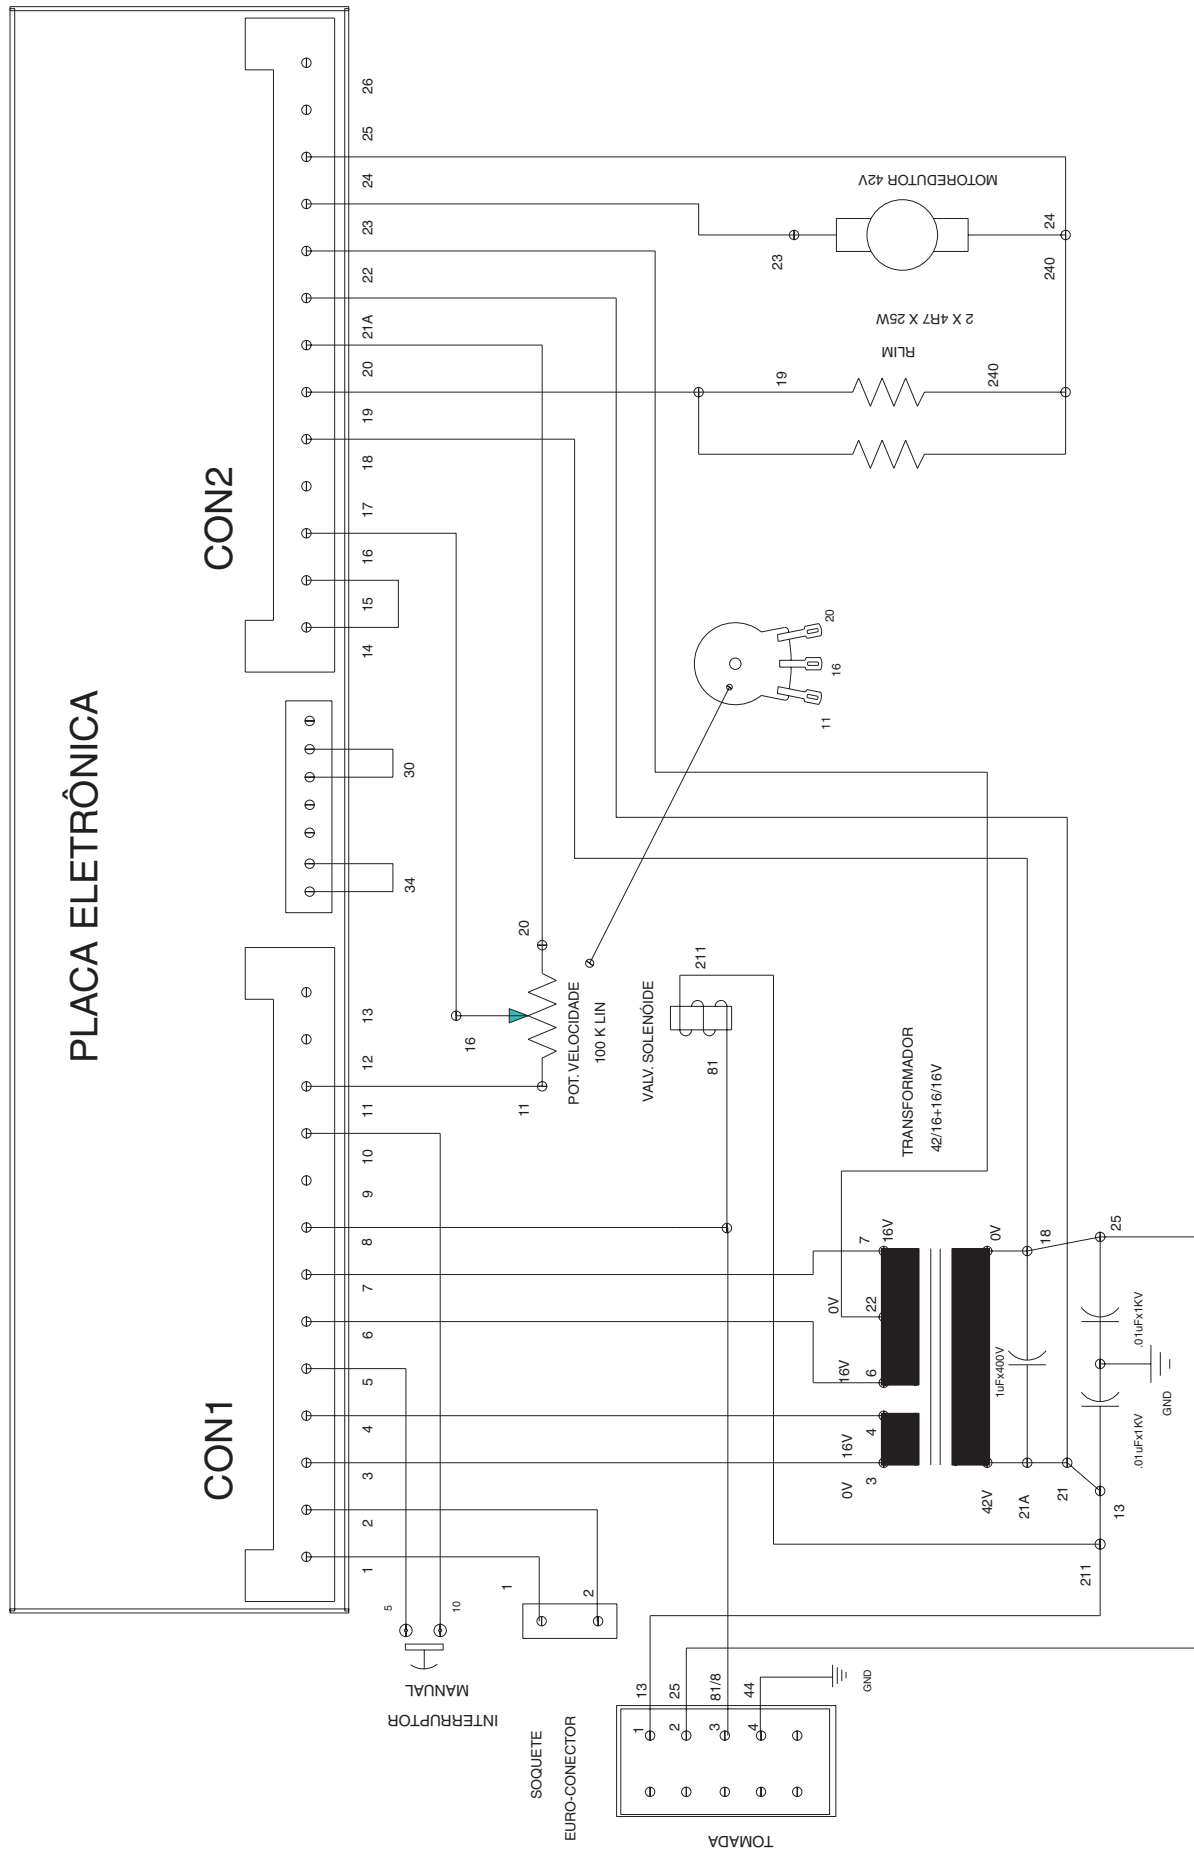 PLACA ELETRÔNICA
CON1
CON2
1
2
3
4
5
6
7
8
9
10
11
12
13
34
30
14
15
16
17
18
19
20
21A
22
23
24
25
26
5
10
INTERRUPTOR
MANUAL
1
2
SOQUETE
EURO-CONECTOR
11
16
20
POT. VELOCIDADE
100 K LIN
VALV. SOLENÓIDE
81
211
11
16
20
19
RLIM
2 X 4R7 X 25W
240
23
MOTOREDUTOR 42V
240
24
TRANSFORMADOR
42/16+16/16V
0V
3
16V
4
16V
6
0V
22
7
16V
42V
0V
21A
1uFx400V
18
21
13
25
211
.01uFx1KV
.01uFx1KV
GND
TOMADA
1
2
3
4
13
25
81/8
44
GND